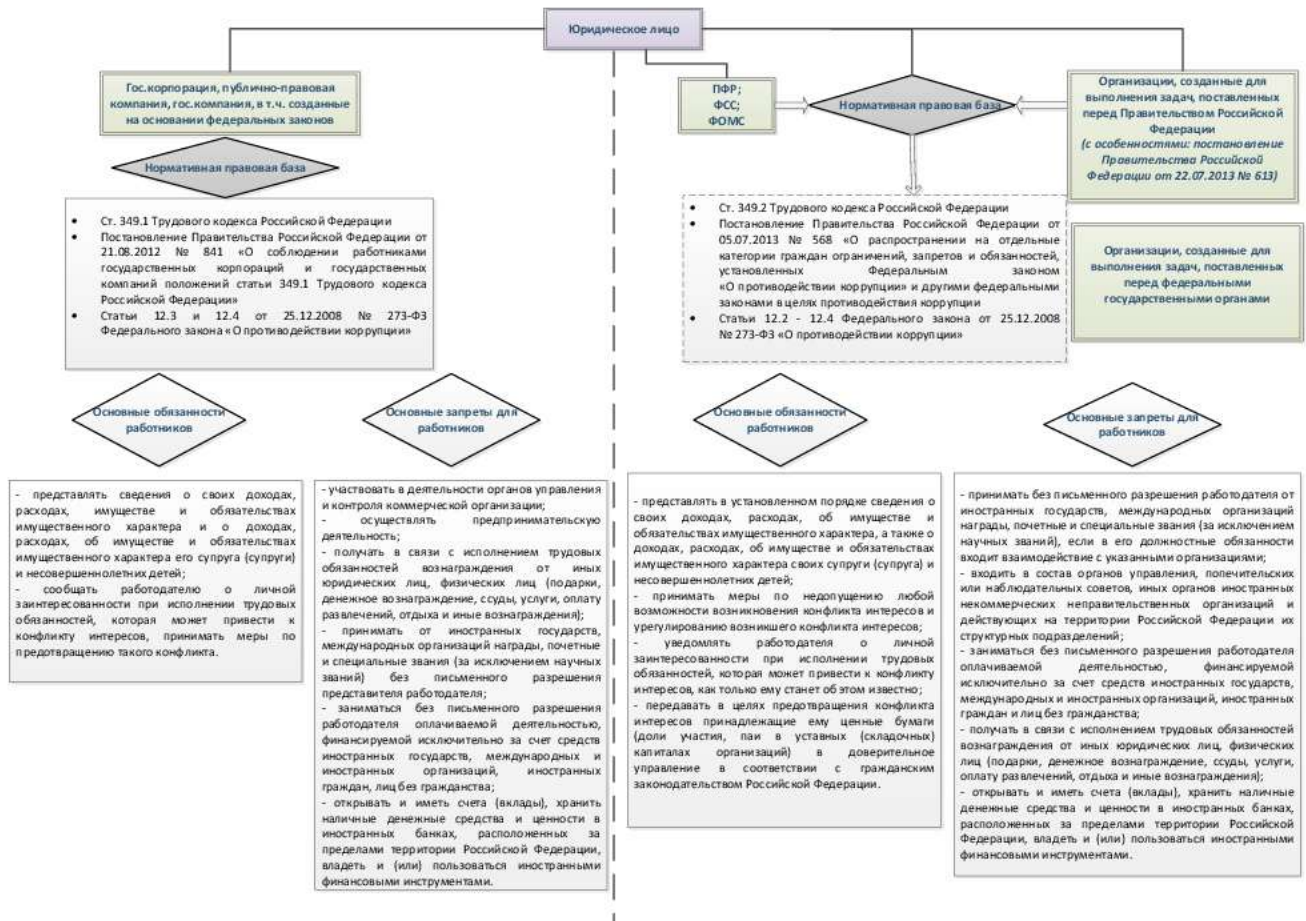 Юридическое лицо
Гос.корпорация, публично-правовая
компания, гос.компания, в т.ч. созданные
на основании федеральных законов
Нормативная правовая база
• Ст. 349.1 Трудового кодекса Российской Федерации
• Постановление Правительства Российской Федерации от
21.08.2012 № 841 «О соблюдении работниками
государственных корпораций и государственных
компаний положений статьи 349.1 Трудового кодекса
Российской Федерации»
• Статьи 12.3 и 12.4 от 25.12.2008 № 273-ФЗ
Федерального закона «О противодействии коррупции»
Основные обязанности
работников
Основные запреты для
работников
- представлять сведения о своих доходах,
расходах, имуществе и обязательствах
имущественного характера и о доходах,
расходах, об имуществе и обязательствах
имущественного характера его супруга (супруги)
и несовершеннолетних детей;
- сообщать работодателю о личной
заинтересованности при исполнении трудовых
обязанностей, которая может привести к
конфликту интересов, принимать меры по
предотвращению такого конфликта.
- участвовать в деятельности органов управления
и контроля коммерческой организации;
- осуществлять предпринимательскую
деятельность;
- получать в связи с исполнением трудовых
обязанностей вознаграждения от иных
юридических лиц, физических лиц (подарки,
денежное вознаграждение, ссуды, услуги, оплату
развлечений, отдыха и иные вознаграждения);
- принимать от иностранных государств,
международных организаций награды, почетные
и специальные звания (за исключением научных
званий) без письменного разрешения
представителя работодателя;
- заниматься без письменного разрешения
работодателя оплачиваемой деятельностью,
финансируемой исключительно за счет средств
иностранных государств, международных и
иностранных организаций, иностранных
граждан, лиц без гражданства;
- открывать и иметь счета (вклады), хранить
наличные денежные средства и ценности в
иностранных банках, расположенных за
пределами территории Российской Федерации,
владеть и (или) пользоваться иностранными
финансовыми инструментами.
ПФР;
ФСС;
ФОМС
Нормативная правовая база
Организации, созданные для
выполнения задач, поставленных
перед Правительством Российской
Федерации
(с особенностями: постановление
Правительства Российской
Федерации от 22.07.2013 № 613)
• Ст. 349.2 Трудового кодекса Российской Федерации
• Постановление Правительства Российской Федерации от
05.07.2013 № 568 «О распространении на отдельные
категории граждан ограничений, запретов и обязанностей,
установленных Федеральным законом
«О противодействии коррупции» и другими федеральными
законами в целях противодействия коррупции
• Статьи 12.2 - 12.4 Федерального закона от 25.12.2008
№ 273-ФЗ «О противодействии коррупции»
Организации, созданные для
выполнения задач, поставленных
перед федеральными
государственными органами
Основные обязанности
работников
Основные запреты для
работников
- представлять в установленном порядке сведения о
своих доходах, расходах, об имуществе и
обязательствах имущественного характера, а также о
доходах, расходах, об имуществе и обязательствах
имущественного характера своих супруги (супруга) и
несовершеннолетних детей;
- принимать меры по недопущению любой
возможности возникновения конфликта интересов и
урегулированию возникшего конфликта интересов;
- уведомлять работодателя о личной
заинтересованности при исполнении трудовых
обязанностей, которая может привести к конфликту
интересов, как только ему станет об этом известно;
- передавать в целях предотвращения конфликта
интересов принадлежащие ему ценные бумаги
(доли участия, паи в уставных (складочных)
капиталах организаций) в доверительное
управление в соответствии с гражданским
законодательством Российской Федерации.
- принимать без письменного разрешения работодателя от
иностранных государств, международных организаций
награды, почетные и специальные звания (за исключением
научных званий), если в его должностные обязанности
входит взаимодействие с указанными организациями;
- входить в состав органов управления, попечительских
или наблюдательных советов, иных органов иностранных
некоммерческих неправительственных организаций и
действующих на территории Российской Федерации их
структурных подразделений;
- заниматься без письменного разрешения работодателя
оплачиваемой деятельностью, финансируемой
исключительно за счет средств иностранных государств,
международных и иностранных организаций, иностранных
граждан и лиц без гражданства;
- получать в связи с исполнением трудовых обязанностей
вознаграждения от иных юридических лиц, физических
лиц (подарки, денежное вознаграждение, ссуды, услуги,
оплату развлечений, отдыха и иные вознаграждения);
- открывать и иметь счета (вклады), хранить наличные
денежные средства и ценности в иностранных банках,
расположенных за пределами территории Российской
Федерации, владеть и (или) пользоваться иностранными
финансовыми инструментами.